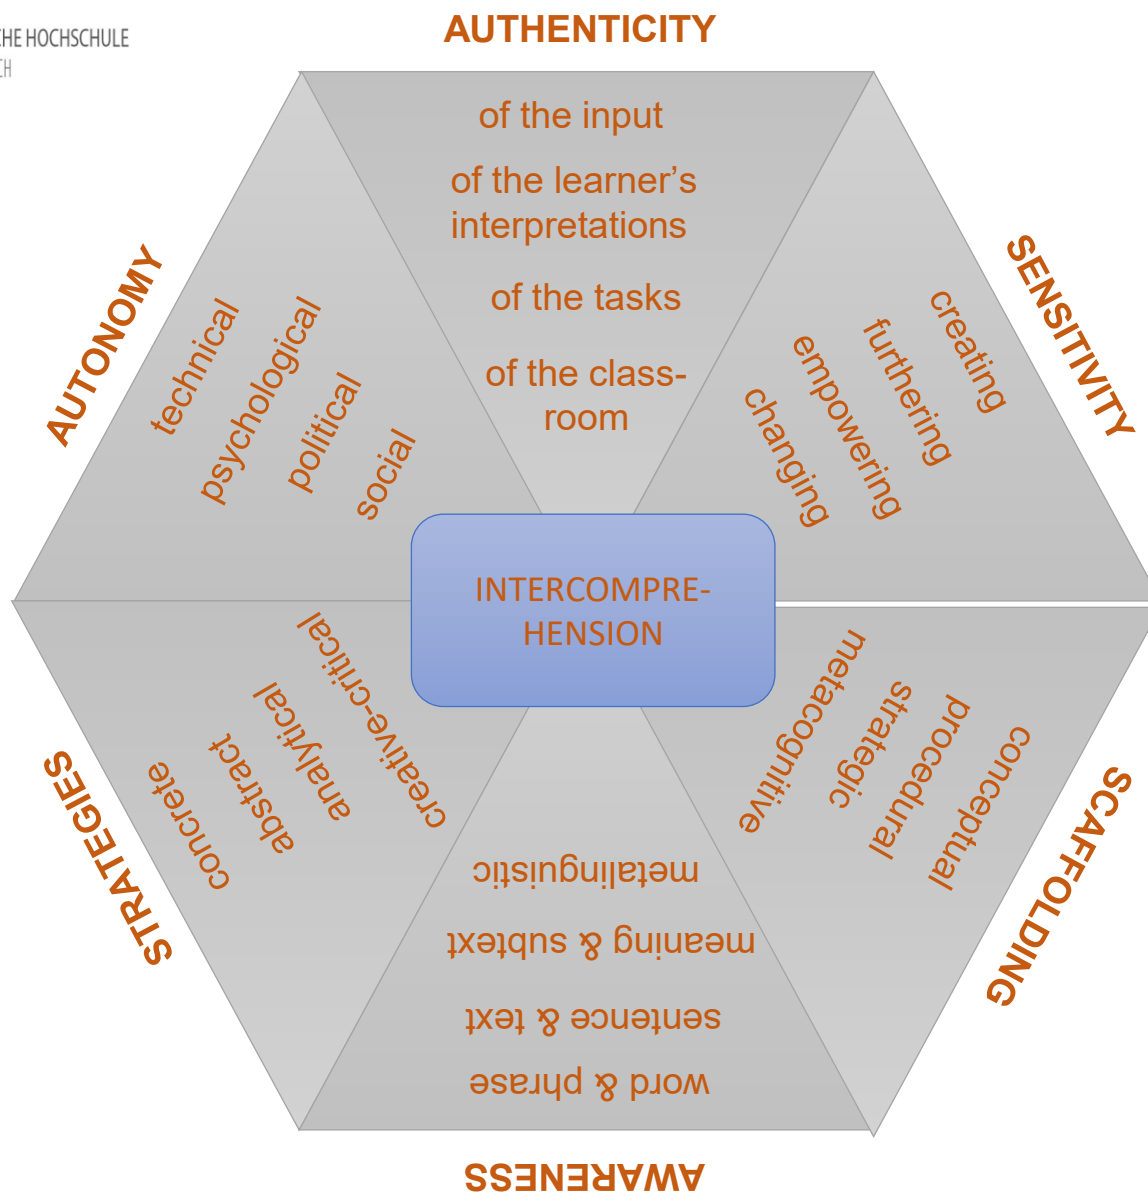 CHE HOCHSCHULE
CH
AUTHENTICITY
of the input
of the learner’s
interpretations
of the tasks
of the class-
room
SENSITIVITY
creating
furthering
empowering
changing
SCAFFOLDING
conceptual
procedural
strategic
metacognitive
AWARENESS
word & phrase
sentence & text
meaning & subtext
metalinguistic
STRATEGIES
concrete
abstract
analytical
creative-critical
AUTONOMY
technical
psychological
political
social
INTERCOMPRE-
HENSION